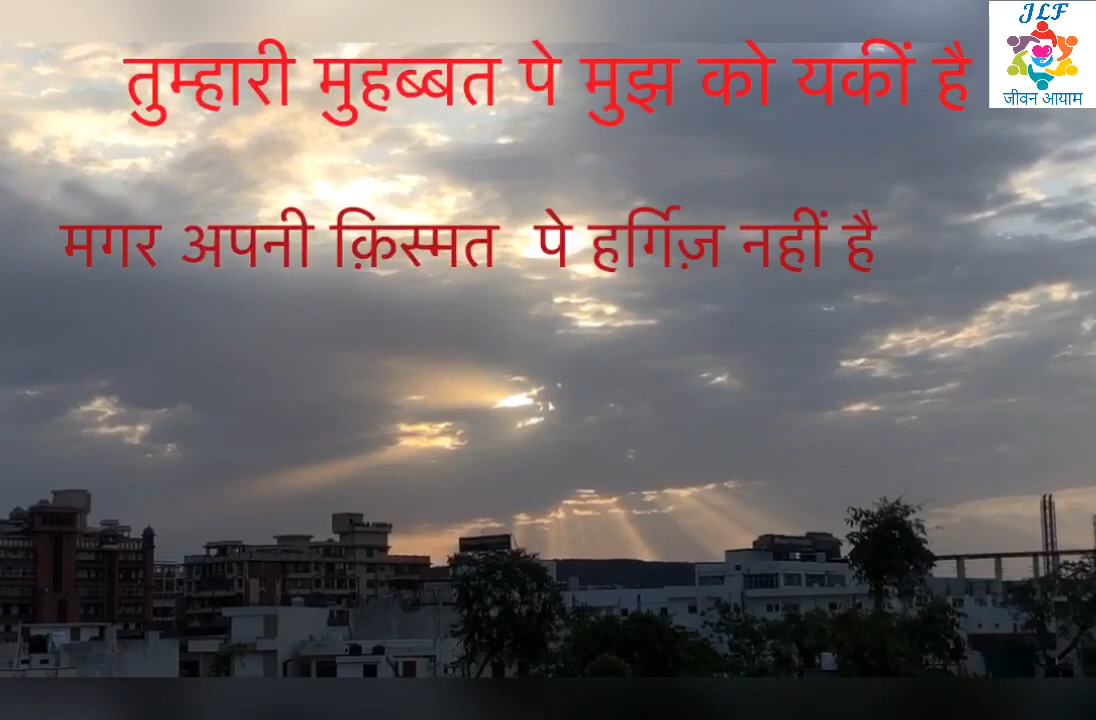 JLF
जीवन आयाम
तुम्हारी मुहब्बत पे मुझ को यकीं है
मगर अपनी क़िस्मत पे हर्गिज़ नहीं है